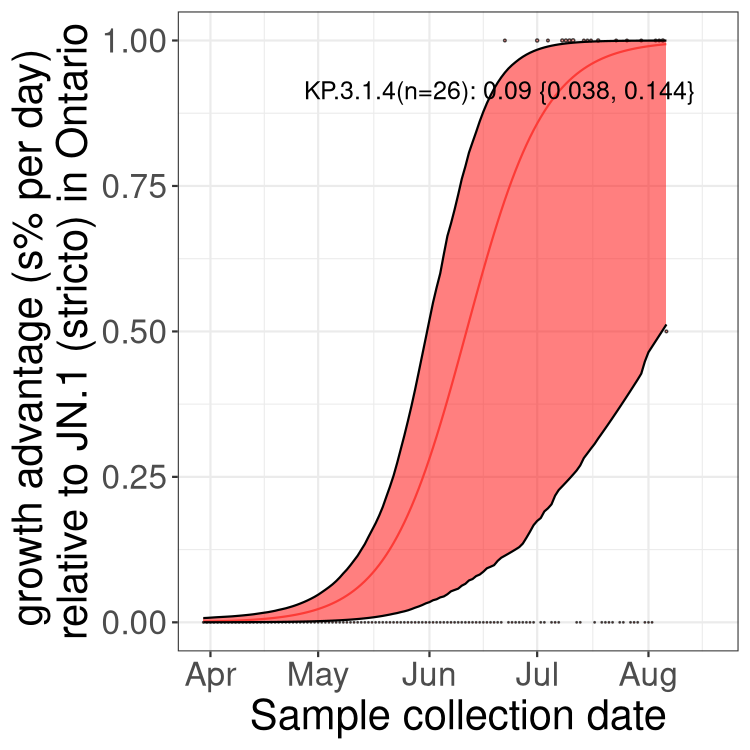 growth advantage (s% per day)
relative to JN.1 (stricto) in Ontario
1.00
0.75
0.50
0.25
0.00
KP.3.1.4(n=26): 0.09 {0.038, 0.144}
Apr May Jun Jul Aug
Sample collection date